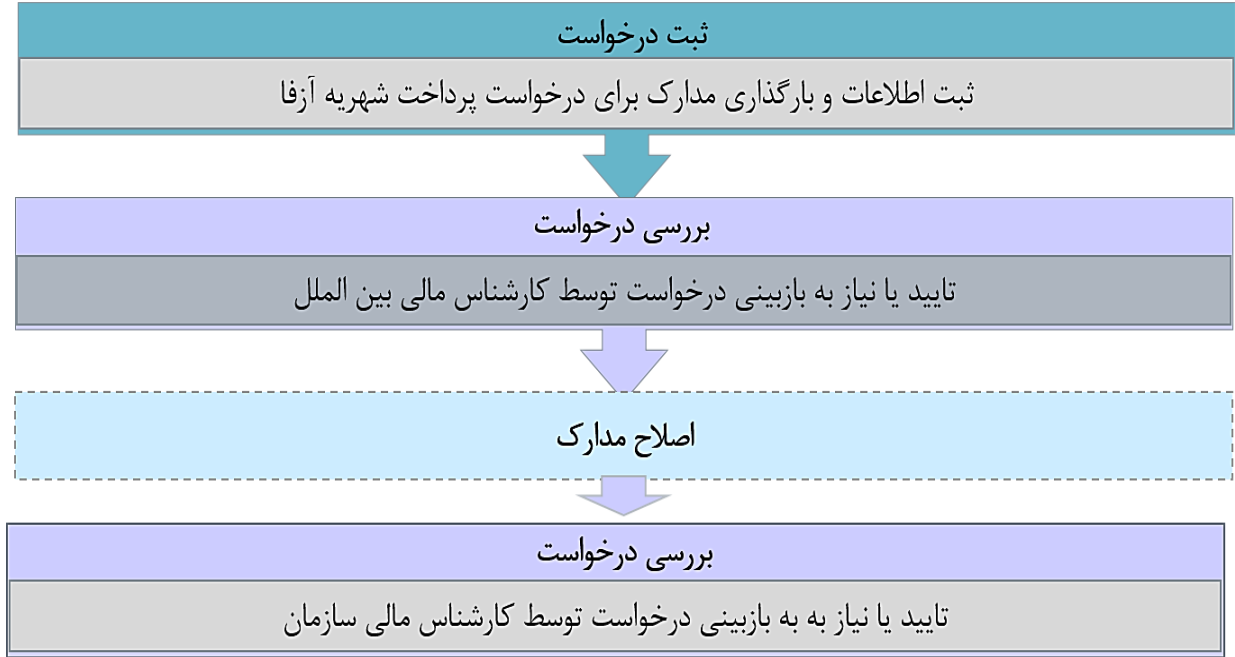 ثبت درخواست
ثبت اطلاعات و بارگذاری مدارک برای درخواست پرداخت شهریه آزفا
بررسی درخواست
تایید یا نیاز به بازبینی درخواست توسط کارشناس مالی بین الملل
اصلاح مدارک
بررسی درخواست
تایید یا نیاز به به بازبینی درخواست توسط کارشناس مالی سازمان